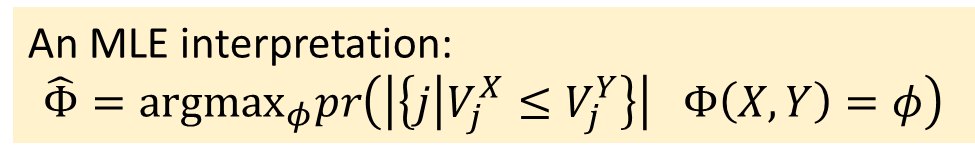 An MLE interpretation:
Φ̂ = argmax_ϕ pr(|{j|V_j^X ≤ V_j^Y}| Φ(X, Y) = ϕ)